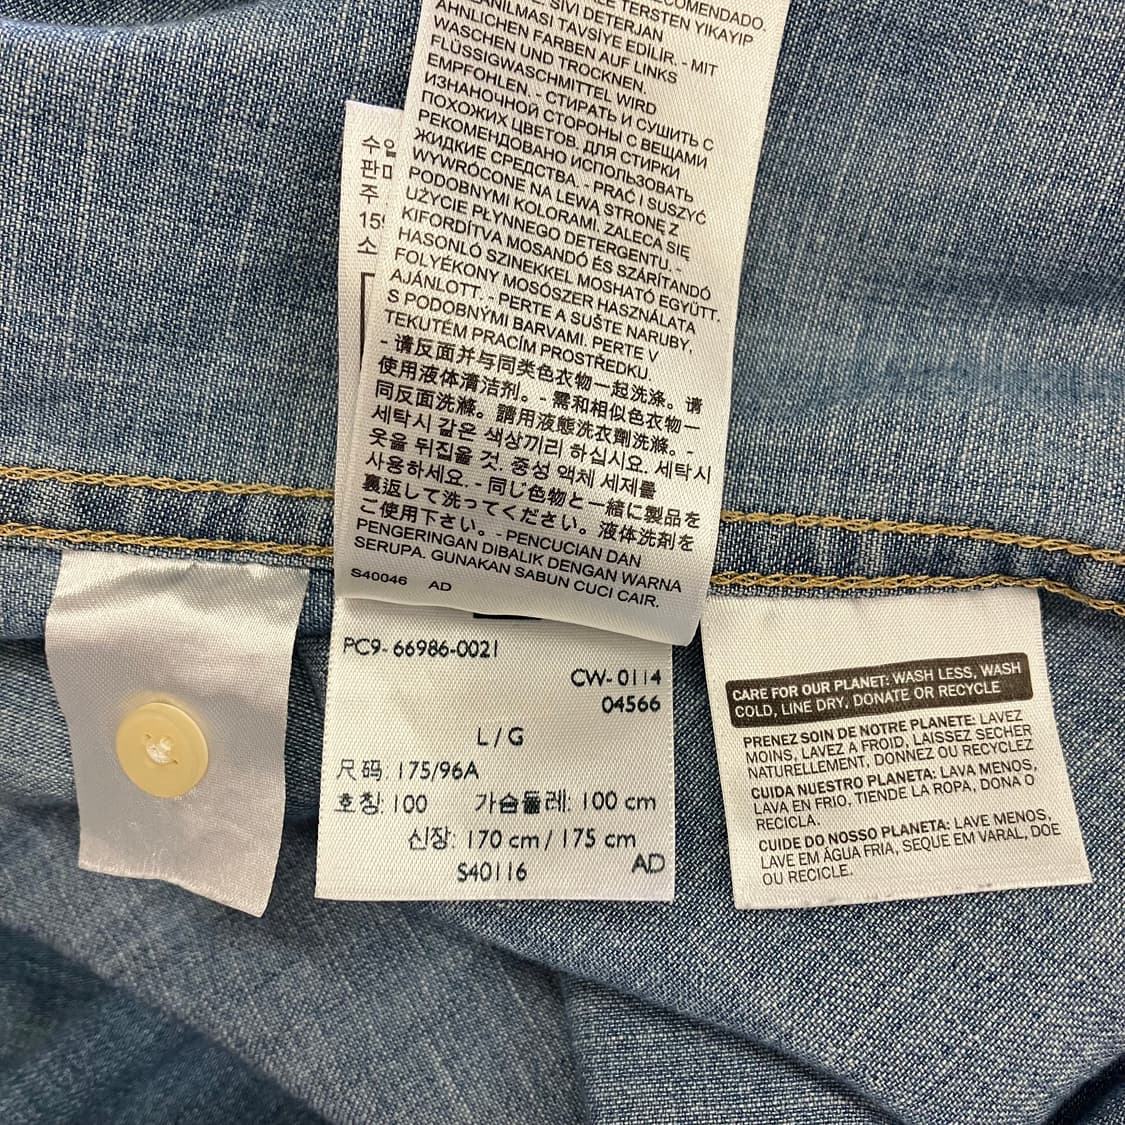 RECOMENDADO.
SIVI DETERJAN
TERSTEN YIKAYIP
TAVSİYE EDİLİR. - MIT
ÄHNLICHEN FARBEN AUF LINKS
WASCHEN UND TROCKNEN.
FLÜSSIGWASCHMITTEL WIRD
EMPFOHLEN. - СТИРАТЬ И СУШИТЬ С
ИЗНАНОЧНОЙ СТОРОНЫ С ВЕЩАМИ
ПОХОЖИХ ЦВЕТОВ. ДЛЯ СТИРКИ
РЕКОМЕНДОВАНО ИСПОЛЬЗОВАТЬ
ЖИДКИЕ СРЕДСТВА. - PRAĆ I SUSZYĆ
WYWRÓCONE NA LEWĄ STRONĘ Z
PODOBNYMI KOLORAMI. ZALECA SIĘ
UŻYCIE PŁYNNEGO DETERGENTU. -
KIFORDÍTVA MOSANDÓ ÉS SZÁRÍTANDÓ
HASONLÓ SZINEKKEL MOSHATÓ EGYÜTT.
FOLYÉKONY MOSÓSZER HASZNÁLATA
AJÁNLOTT. - PERTE A SUŠTE NARUBY,
S PODOBNÝMI BARVAMI. PERTE V
TEKUTÉM PRACÍM PROSTŘEDKU.
- 请反面并与同类色衣物一起洗涤。请
使用液体清洁剂。- 需和相似色衣物一
同反面洗滌。請用液態洗衣劑洗滌。-
세탁시 같은 색상끼리 하십시요. 세탁시
옷을 뒤집을 것. 중성 액체 세제를
사용하세요. - 同じ色物と一緒に製品を
裏返して洗ってください。液体洗剤を
ご使用下さい。- PENCUCIAN DAN
PENGERINGAN DIBALIK DENGAN WARNA
SERUPA. GUNAKAN SABUN CUCI CAIR.
S40046 AD
PC9-66986-0021
CW-0114
04566
L/G
尺码: 175/96A
호칭: 100 가슴둘레: 100 cm
신장: 170 cm / 175 cm
S40116 AD
CARE FOR OUR PLANET: WASH LESS, WASH
COLD, LINE DRY, DONATE OR RECYCLE
PRENEZ SOIN DE NOTRE PLANETE: LAVEZ
MOINS, LAVEZ A FROID, LAISSEZ SECHER
NATURELLEMENT, DONNEZ OU RECYCLEZ
CUIDA NUESTRO PLANETA: LAVA MENOS,
LAVA EN FRIO, TIENDE LA ROPA, DONA O
RECICLA.
CUIDE DO NOSSO PLANETA: LAVE MENOS,
LAVE EM ÁGUA FRIA, SEQUE EM VARAL, DOE
OU RECICLE.